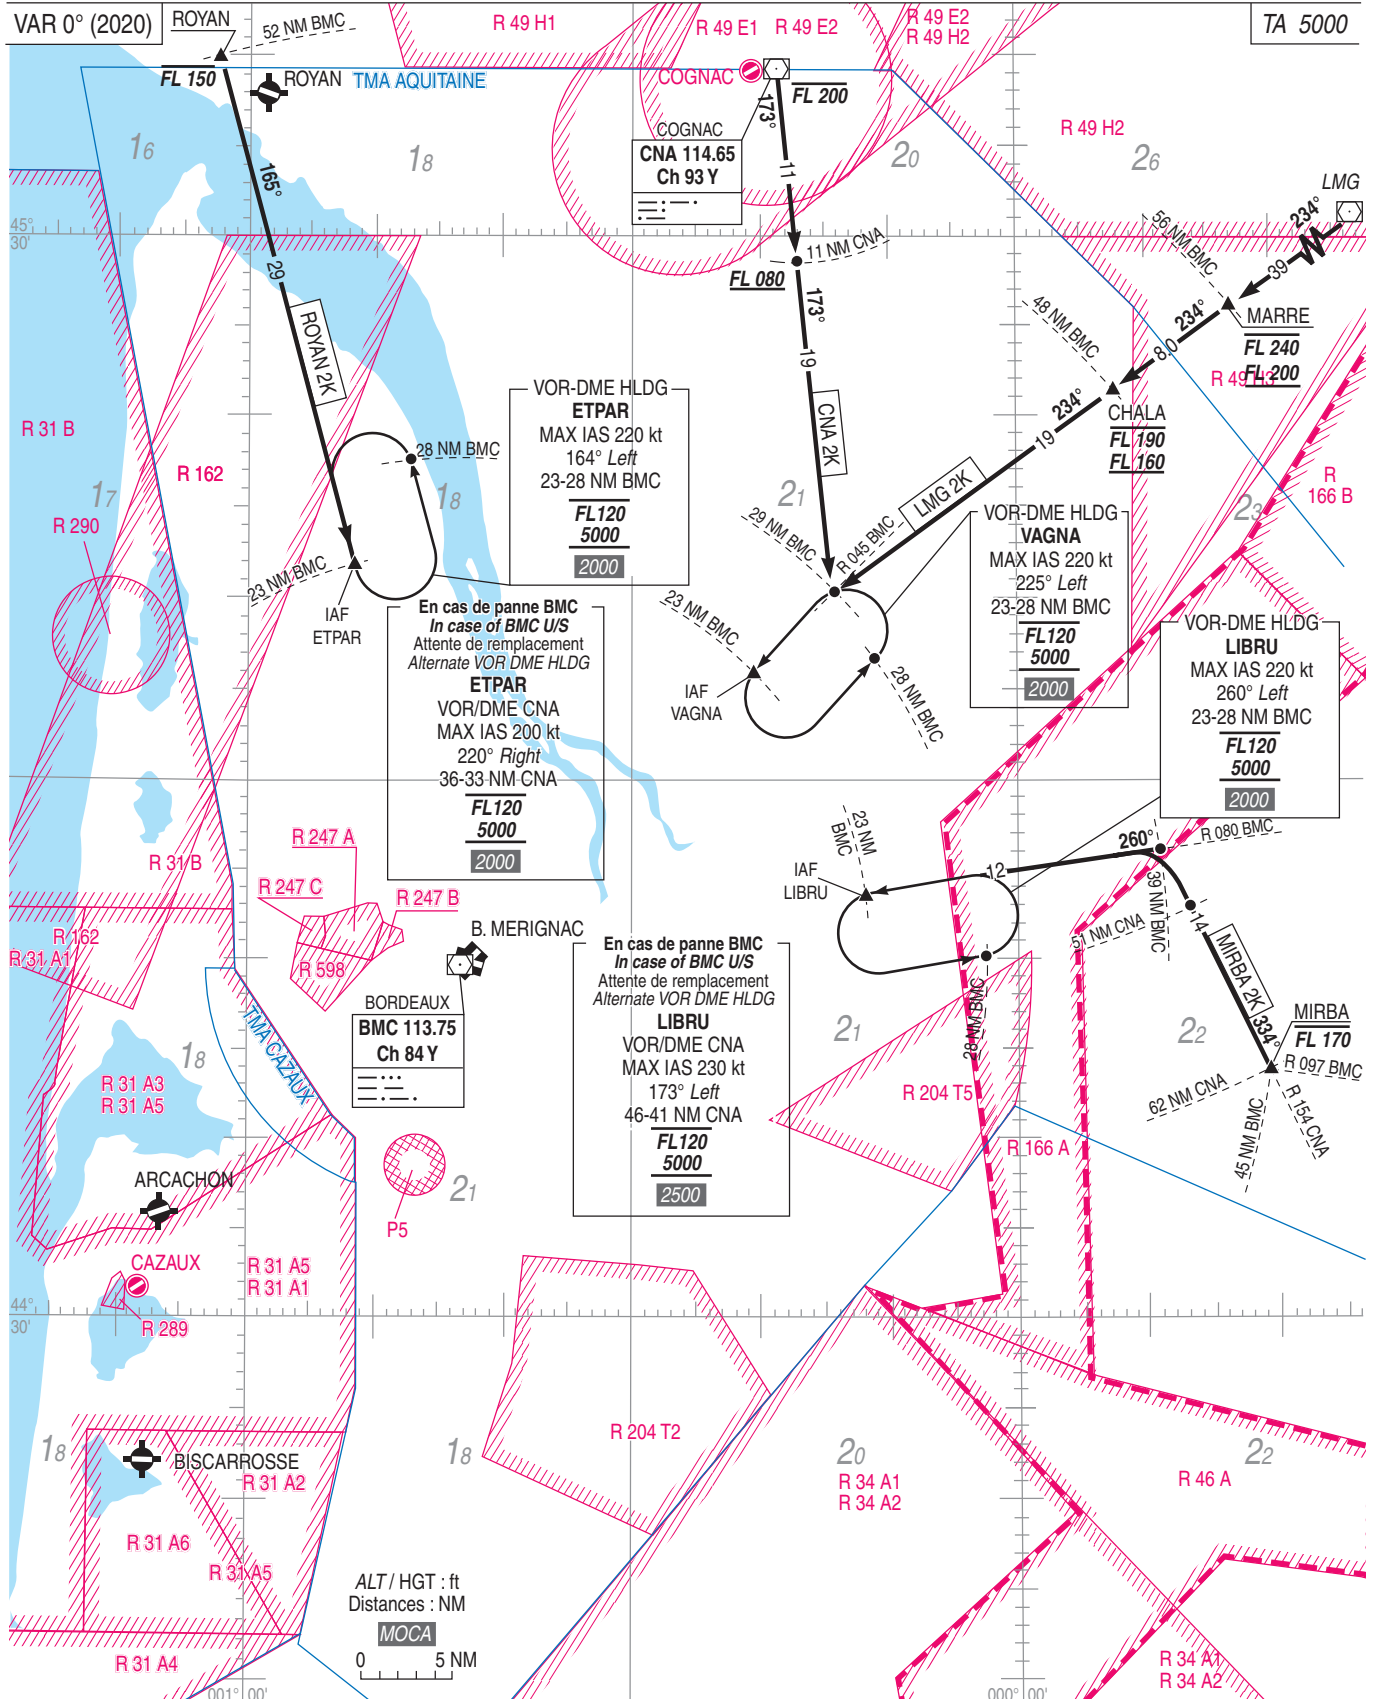 VAR 0° (2020)
ROYAN
52 NM BMC
R 49 H1
R 49 E1
R 49 E2
R 49 E2
R 49 H2
TA 5000
FL 150
ROYAN
TMA AQUITAINE
COGNAC
FL 200
173°
R 49 H2
COGNAC
CNA 114.65
Ch 93 Y
16
18
20
26
165°
11
LMG
234°
45°
30'
29
11 NM CNA
FL 080
173°
56 NM BMC
39
MARRE
FL 240
FL 200
R 49 H3
48 NM BMC
234°
8.0
ROYAN 2K
19
CNA 2K
CHALA
FL 190
FL 160
234°
19
VOR-DME HLDG
ETPAR
MAX IAS 220 kt
164° Left
23-28 NM BMC
FL120
5000
2000
R 31 B
R 162
28 NM BMC
17
18
21
23
R
166 B
R 290
LMG 2K
29 NM BMC
R 045 BMC
VOR-DME HLDG
VAGNA
MAX IAS 220 kt
225° Left
23-28 NM BMC
FL120
5000
2000
23 NM BMC
IAF
ETPAR
23 NM BMC
IAF
VAGNA
28 NM BMC
En cas de panne BMC
In case of BMC U/S
Attente de remplacement
Alternate VOR DME HLDG
ETPAR
VOR/DME CNA
MAX IAS 200 kt
220° Right
36-33 NM CNA
FL120
5000
2000
VOR-DME HLDG
LIBRU
MAX IAS 220 kt
260° Left
23-28 NM BMC
FL120
5000
2000
R 247 A
R 31 B
R 247 C
R 247 B
23 NM
BMC
IAF
LIBRU
12
260°
R 080 BMC
39 NM BMC
51 NM CNA
14
R 162
R 31 A1
R 598
B. MERIGNAC
BORDEAUX
BMC 113.75
Ch 84 Y
En cas de panne BMC
In case of BMC U/S
Attente de remplacement
Alternate VOR DME HLDG
LIBRU
VOR/DME CNA
MAX IAS 230 kt
173° Left
46-41 NM CNA
FL120
5000
2500
28 NM BMC
MIRBA 2K
334°
MIRBA
FL 170
R 097 BMC
18
TMA CAZAUX
21
22
R 31 A3
R 31 A5
R 204 T5
62 NM CNA
45 NM BMC
R 154 CNA
R 166 A
ARCACHON
21
P5
CAZAUX
R 31 A5
R 31 A1
44°
30'
R 289
18
BISCARROSSE
R 31 A2
18
R 204 T2
20
R 34 A1
R 34 A2
22
R 46 A
R 31 A6
R 31 A5
ALT / HGT : ft
Distances : NM
MOCA
0 5 NM
R 31 A4
R 34 A1
R 34 A2
001° 00'
000° 00'